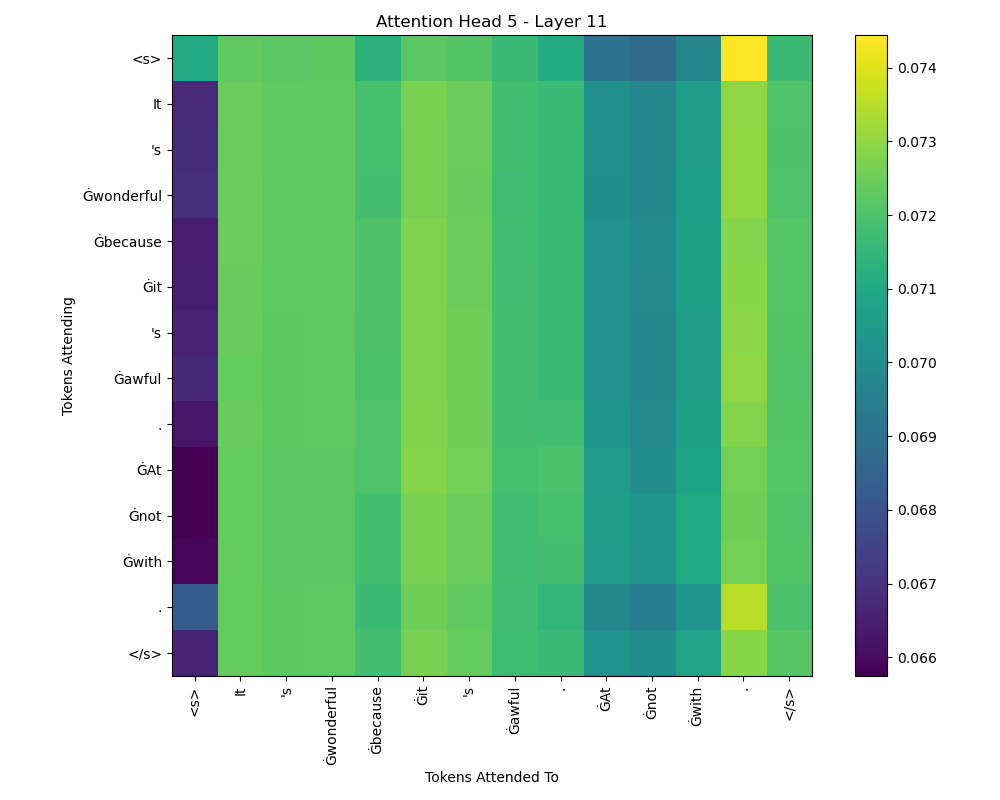 Attention Head 5 - Layer 11
Tokens Attending
<s>
It
's
Ġwonderful
Ġbecause
Ġit
's
Ġawful
.
ĠAt
Ġnot
Ġwith
.
</s>
<s>
It
's
Ġwonderful
Ġbecause
Ġit
's
Ġawful
.
ĠAt
Ġnot
Ġwith
.
</s>
Tokens Attended To
0.074
0.073
0.072
0.071
0.070
0.069
0.068
0.067
0.066